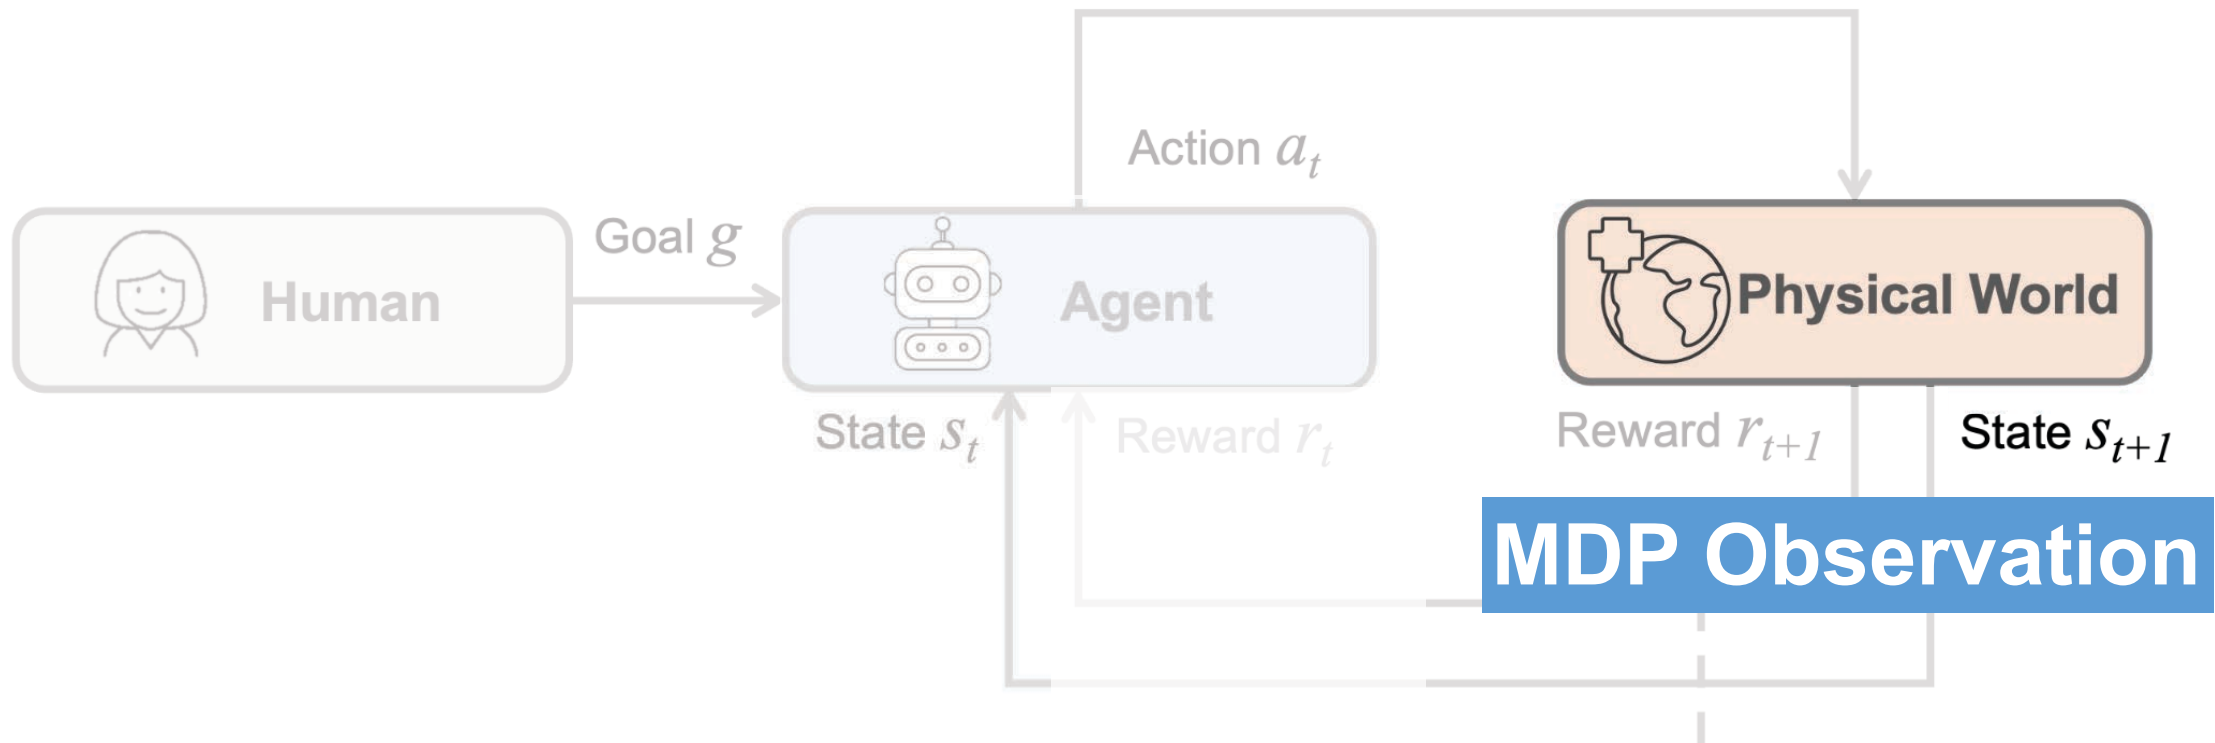 Action a_t
Human
Goal g
Agent
Physical World
State s_t
Reward r_t
Reward r_{t+1}
State s_{t+1}
MDP Observation